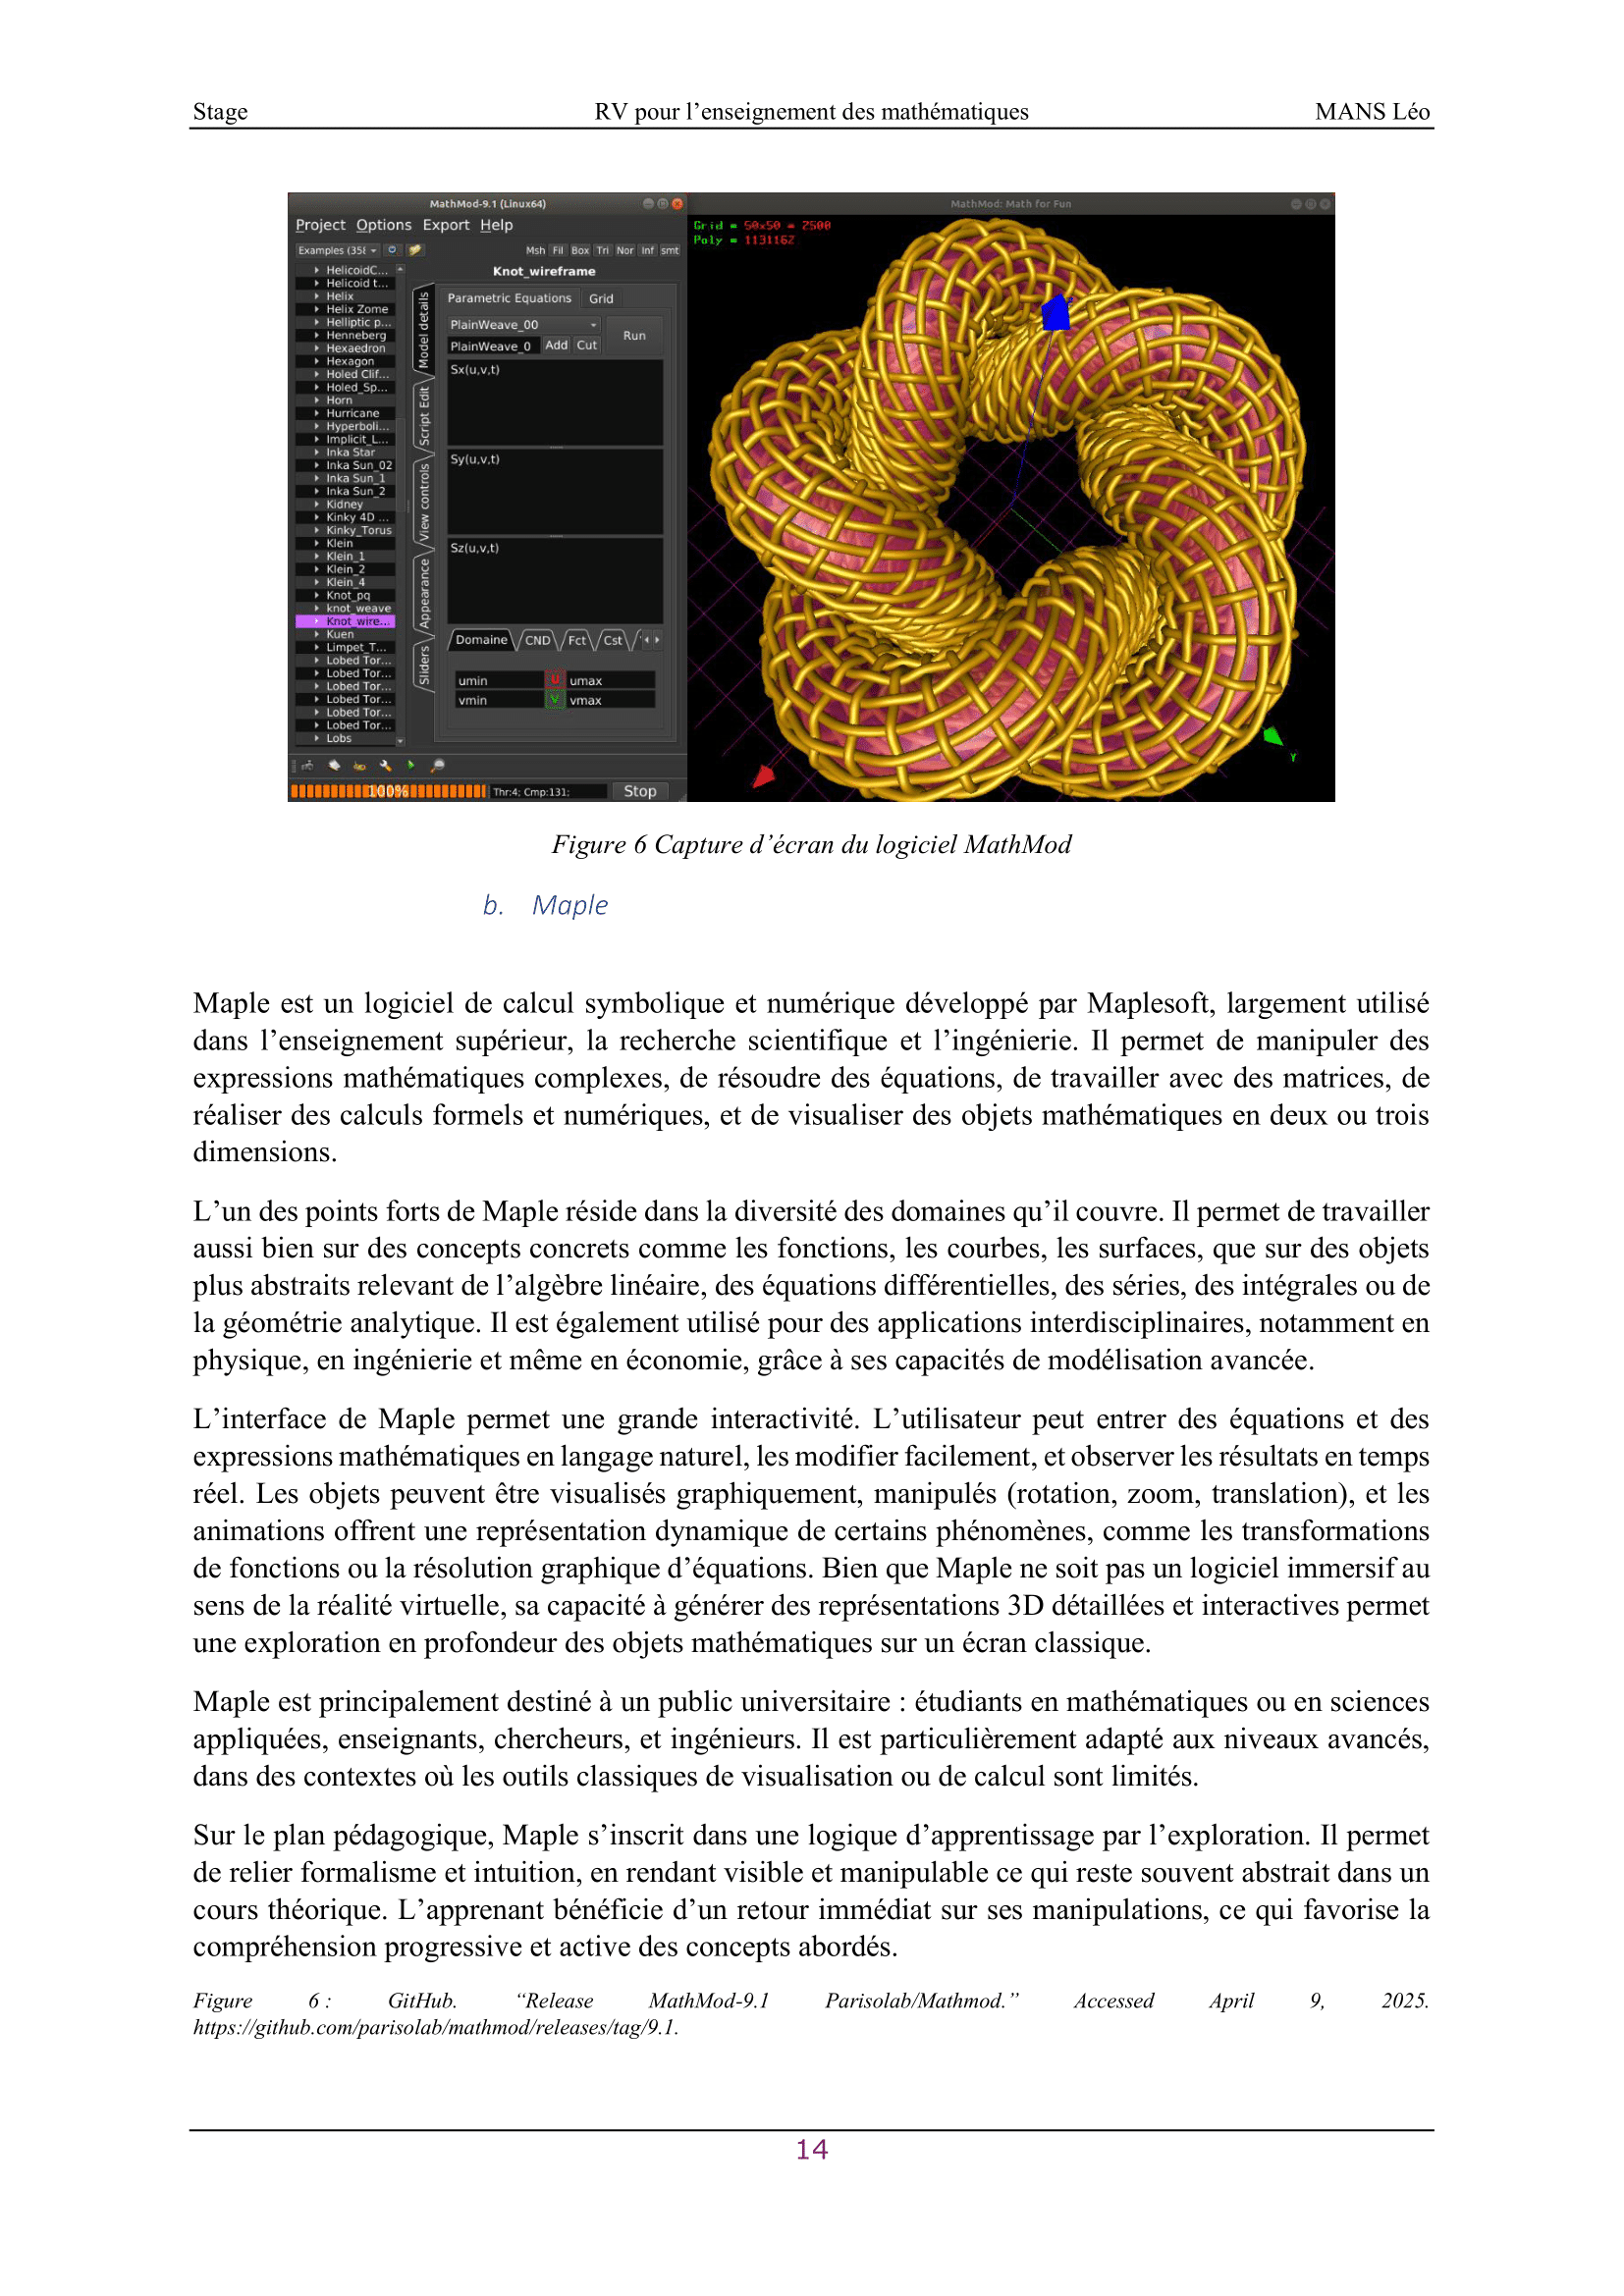 Stage RV pour l’enseignement des mathématiques MANS Léo
MathMod-9.1 (Linux64)
Project Options Export Help
Examples (358
Msh Fil Box Tri Nor Inf smt
HelicoidC...
Helicoid t...
Helix
Helix Zome
Helliptic p...
Henneberg
Hexaedron
Hexagon
Holed Clif...
Holed_Sp...
Horn
Hurricane
Hyperboli...
Implicit_L...
Inka Star
Inka Sun_02
Inka Sun_1
Inka Sun_2
Kidney
Kinky 4D ...
Kinky_Torus
Klein
Klein_1
Klein_2
Klein_4
Knot_pq
knot_weave
Knot_wire...
Kuen
Limpet_T...
Lobed Tor...
Lobed Tor...
Lobed Tor...
Lobed Tor...
Lobed Tor...
Lobed Tor...
Lobs
Model details
Script Edit
View controls
Appearance
Sliders
Knot_wireframe
Parametric Equations Grid
PlainWeave_00
PlainWeave_0 Add Cut Run
Sx(u,v,t)
Sy(u,v,t)
Sz(u,v,t)
Domaine CND Fct Cst
umin U umax
vmin V vmax
100% Thr:4; Cmp:131; Stop
MathMod: Math for Fun
Grid = 50x50 = 2500
Poly = 1131162
Y
Figure 6 Capture d’écran du logiciel MathMod
b. Maple
Maple est un logiciel de calcul symbolique et numérique développé par Maplesoft, largement utilisé
dans l’enseignement supérieur, la recherche scientifique et l’ingénierie. Il permet de manipuler des
expressions mathématiques complexes, de résoudre des équations, de travailler avec des matrices, de
réaliser des calculs formels et numériques, et de visualiser des objets mathématiques en deux ou trois
dimensions.
L’un des points forts de Maple réside dans la diversité des domaines qu’il couvre. Il permet de travailler
aussi bien sur des concepts concrets comme les fonctions, les courbes, les surfaces, que sur des objets
plus abstraits relevant de l’algèbre linéaire, des équations différentielles, des séries, des intégrales ou de
la géométrie analytique. Il est également utilisé pour des applications interdisciplinaires, notamment en
physique, en ingénierie et même en économie, grâce à ses capacités de modélisation avancée.
L’interface de Maple permet une grande interactivité. L’utilisateur peut entrer des équations et des
expressions mathématiques en langage naturel, les modifier facilement, et observer les résultats en temps
réel. Les objets peuvent être visualisés graphiquement, manipulés (rotation, zoom, translation), et les
animations offrent une représentation dynamique de certains phénomènes, comme les transformations
de fonctions ou la résolution graphique d’équations. Bien que Maple ne soit pas un logiciel immersif au
sens de la réalité virtuelle, sa capacité à générer des représentations 3D détaillées et interactives permet
une exploration en profondeur des objets mathématiques sur un écran classique.
Maple est principalement destiné à un public universitaire : étudiants en mathématiques ou en sciences
appliquées, enseignants, chercheurs, et ingénieurs. Il est particulièrement adapté aux niveaux avancés,
dans des contextes où les outils classiques de visualisation ou de calcul sont limités.
Sur le plan pédagogique, Maple s’inscrit dans une logique d’apprentissage par l’exploration. Il permet
de relier formalisme et intuition, en rendant visible et manipulable ce qui reste souvent abstrait dans un
cours théorique. L’apprenant bénéficie d’un retour immédiat sur ses manipulations, ce qui favorise la
compréhension progressive et active des concepts abordés.
Figure 6 : GitHub. “Release MathMod-9.1 Parisolab/Mathmod.” Accessed April 9, 2025.
https://github.com/parisolab/mathmod/releases/tag/9.1.
14